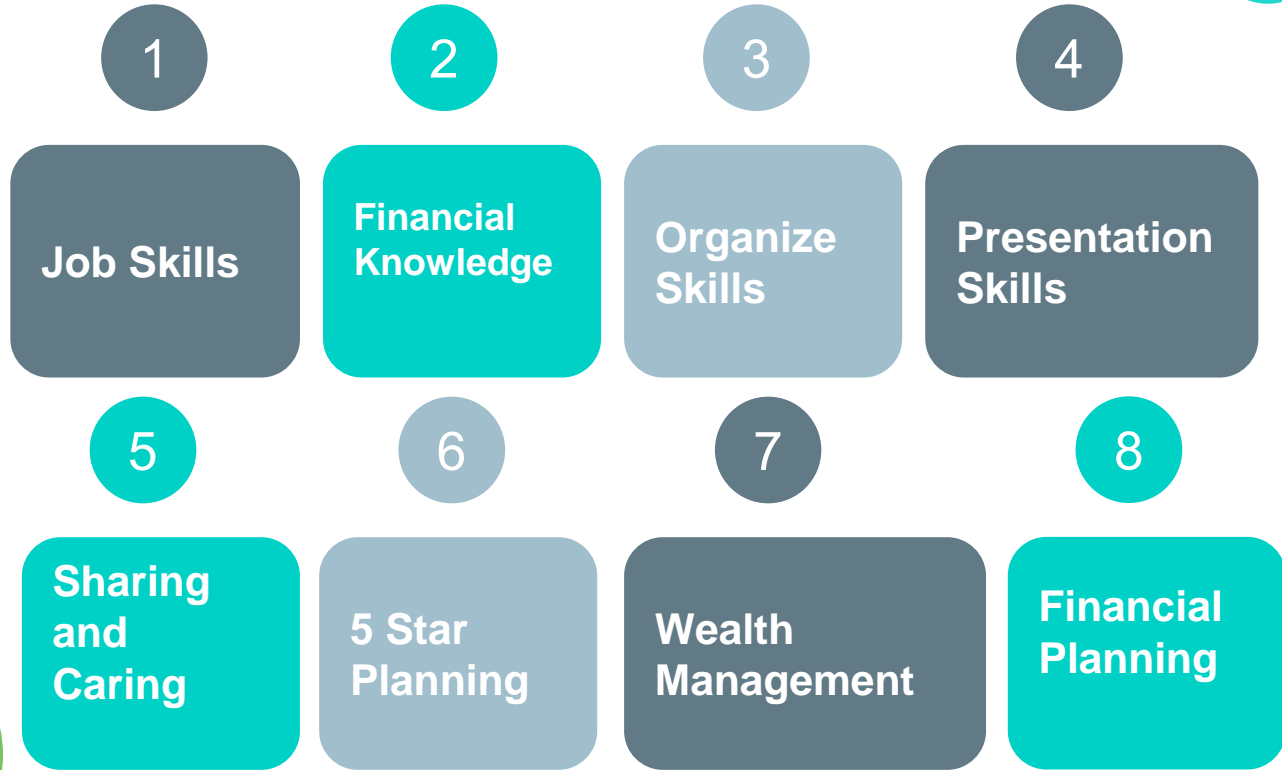 1
2
3
4
Job Skills
Financial
Knowledge
Organize
Skills
Presentation
Skills
5
6
7
8
Sharing
and
Caring
5 Star
Planning
Wealth
Management
Financial
Planning